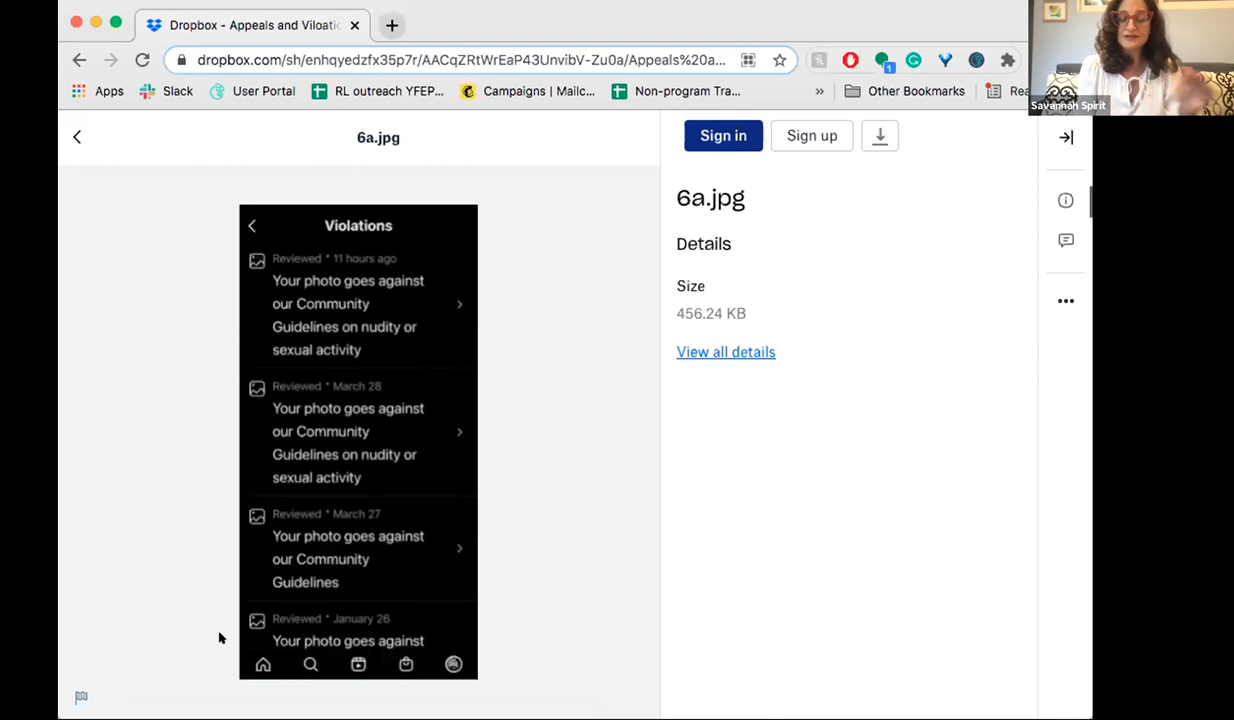 Dropbox - Appeals and Viloatio
dropbox.com/sh/enhqyedzfx35p7r/AACqZRtWrEaP43UnvibV-Zu0a/Appeals%20a...
1
Apps
Slack
User Portal
RL outreach YFEP...
Campaigns | Mailc...
Non-program Tra...
»
Other Bookmarks
Rea
Savannah Spirit
6a.jpg
Sign in
Sign up
6a.jpg
Details
Size
456.24 KB
View all details
Violations
Reviewed • 11 hours ago
Your photo goes against
our Community
Guidelines on nudity or
sexual activity
Reviewed • March 28
Your photo goes against
our Community
Guidelines on nudity or
sexual activity
Reviewed • March 27
Your photo goes against
our Community
Guidelines
Reviewed • January 26
Your photo goes against